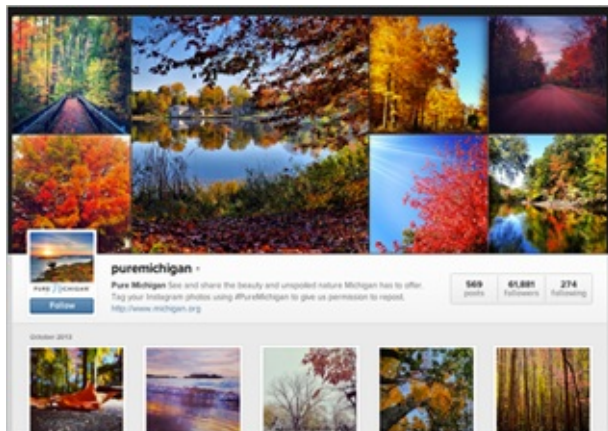 puremichigan
Pure Michigan See and share the beauty and unspoiled nature Michigan has to offer.
Tag your Instagram photos using #PureMichigan to give us permission to repost.
http://www.michigan.org
569
posts
61,881
followers
274
following
PURE MICHIGAN
Follow
October 2013